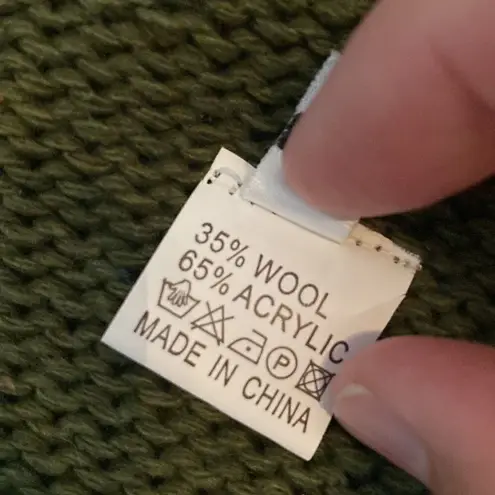 35% WOOL
65% ACRYLIC
P
MADE IN CHINA